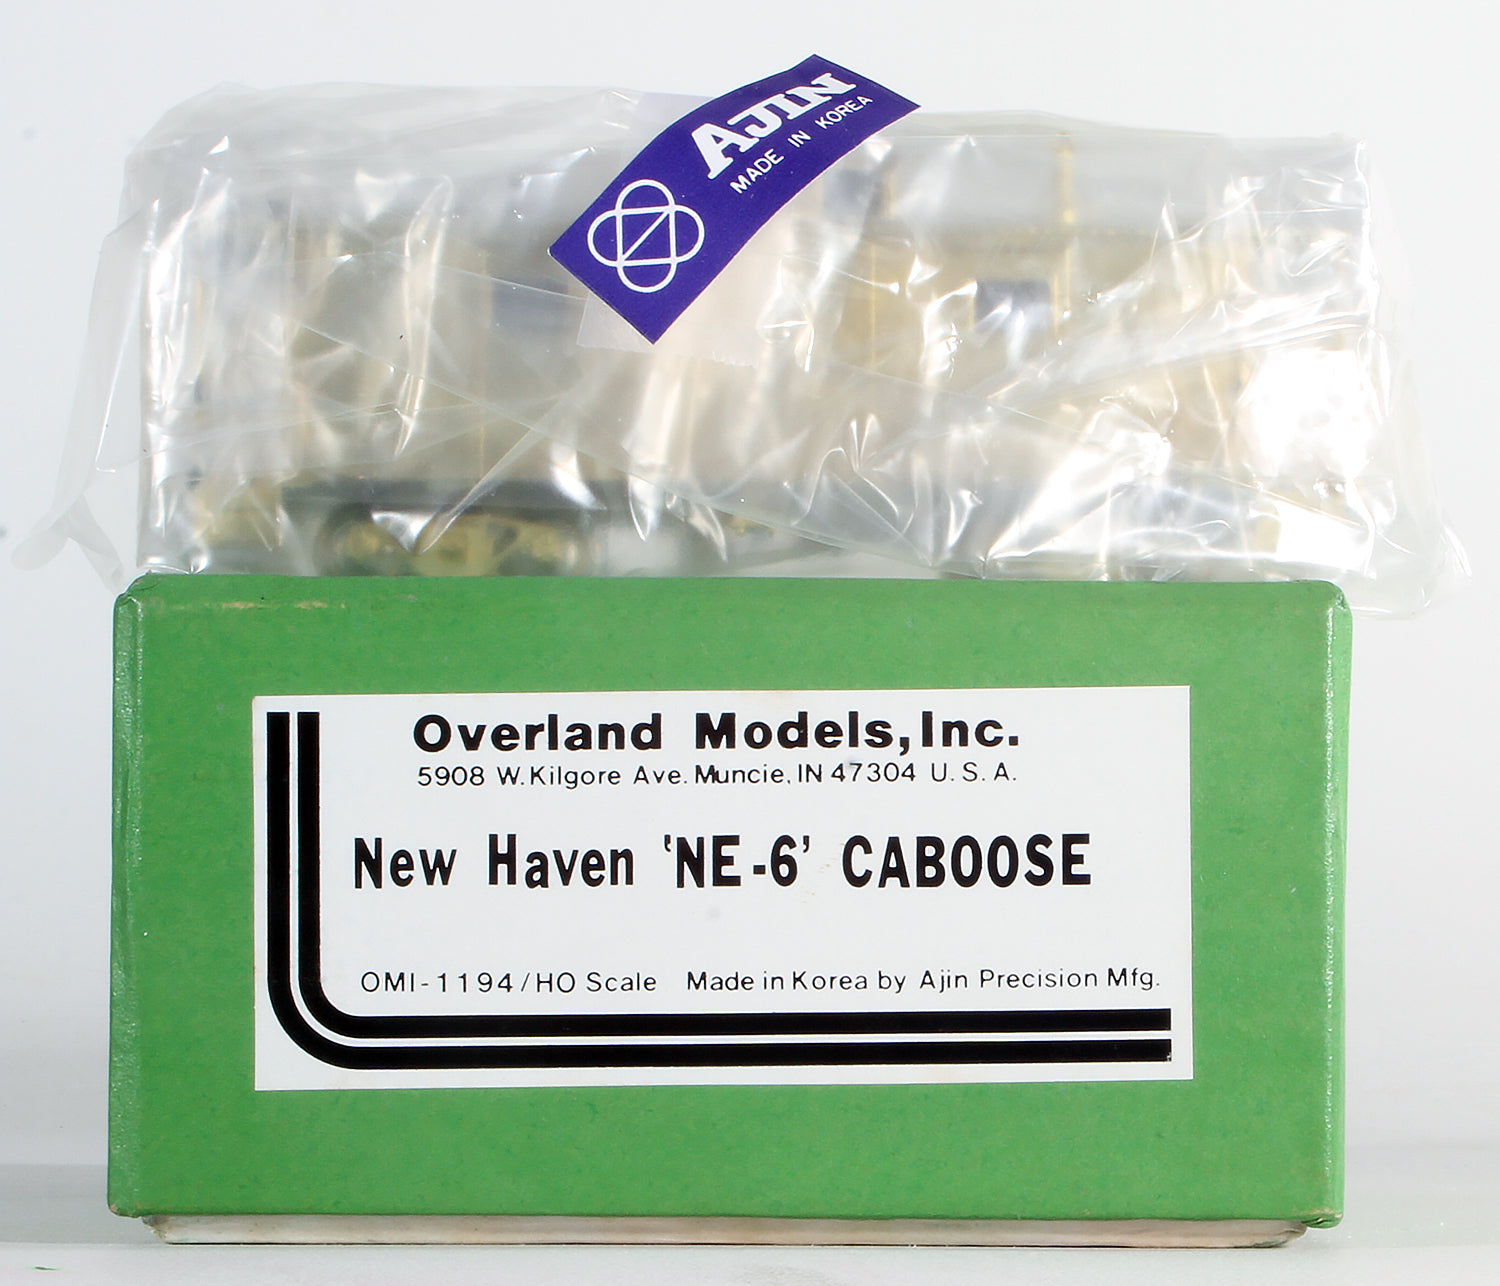 AJIN
MADE IN KOREA
Overland Models, Inc.
5908 W. Kilgore Ave. Muncie, IN 47304 U. S. A.
New Haven 'NE-6' CABOOSE
OMI-1194/HO Scale Made in Korea by Ajin Precision Mfg.